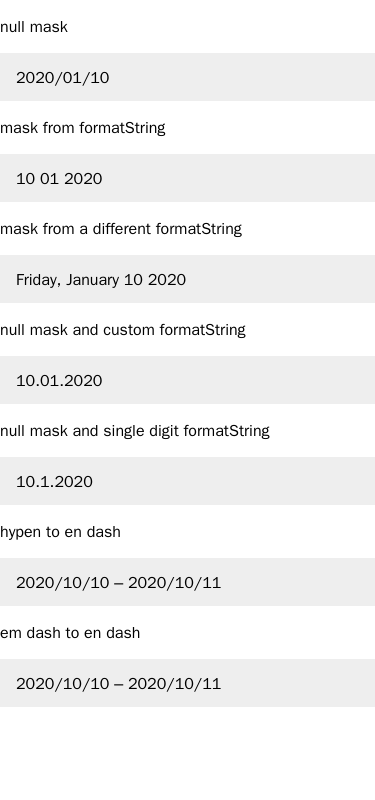 null mask
2020/01/10
mask from formatString
10 01 2020
mask from a different formatString
Friday, January 10 2020
null mask and custom formatString
10.01.2020
null mask and single digit formatString
10.1.2020
hypen to en dash
2020/10/10 – 2020/10/11
em dash to en dash
2020/10/10 – 2020/10/11